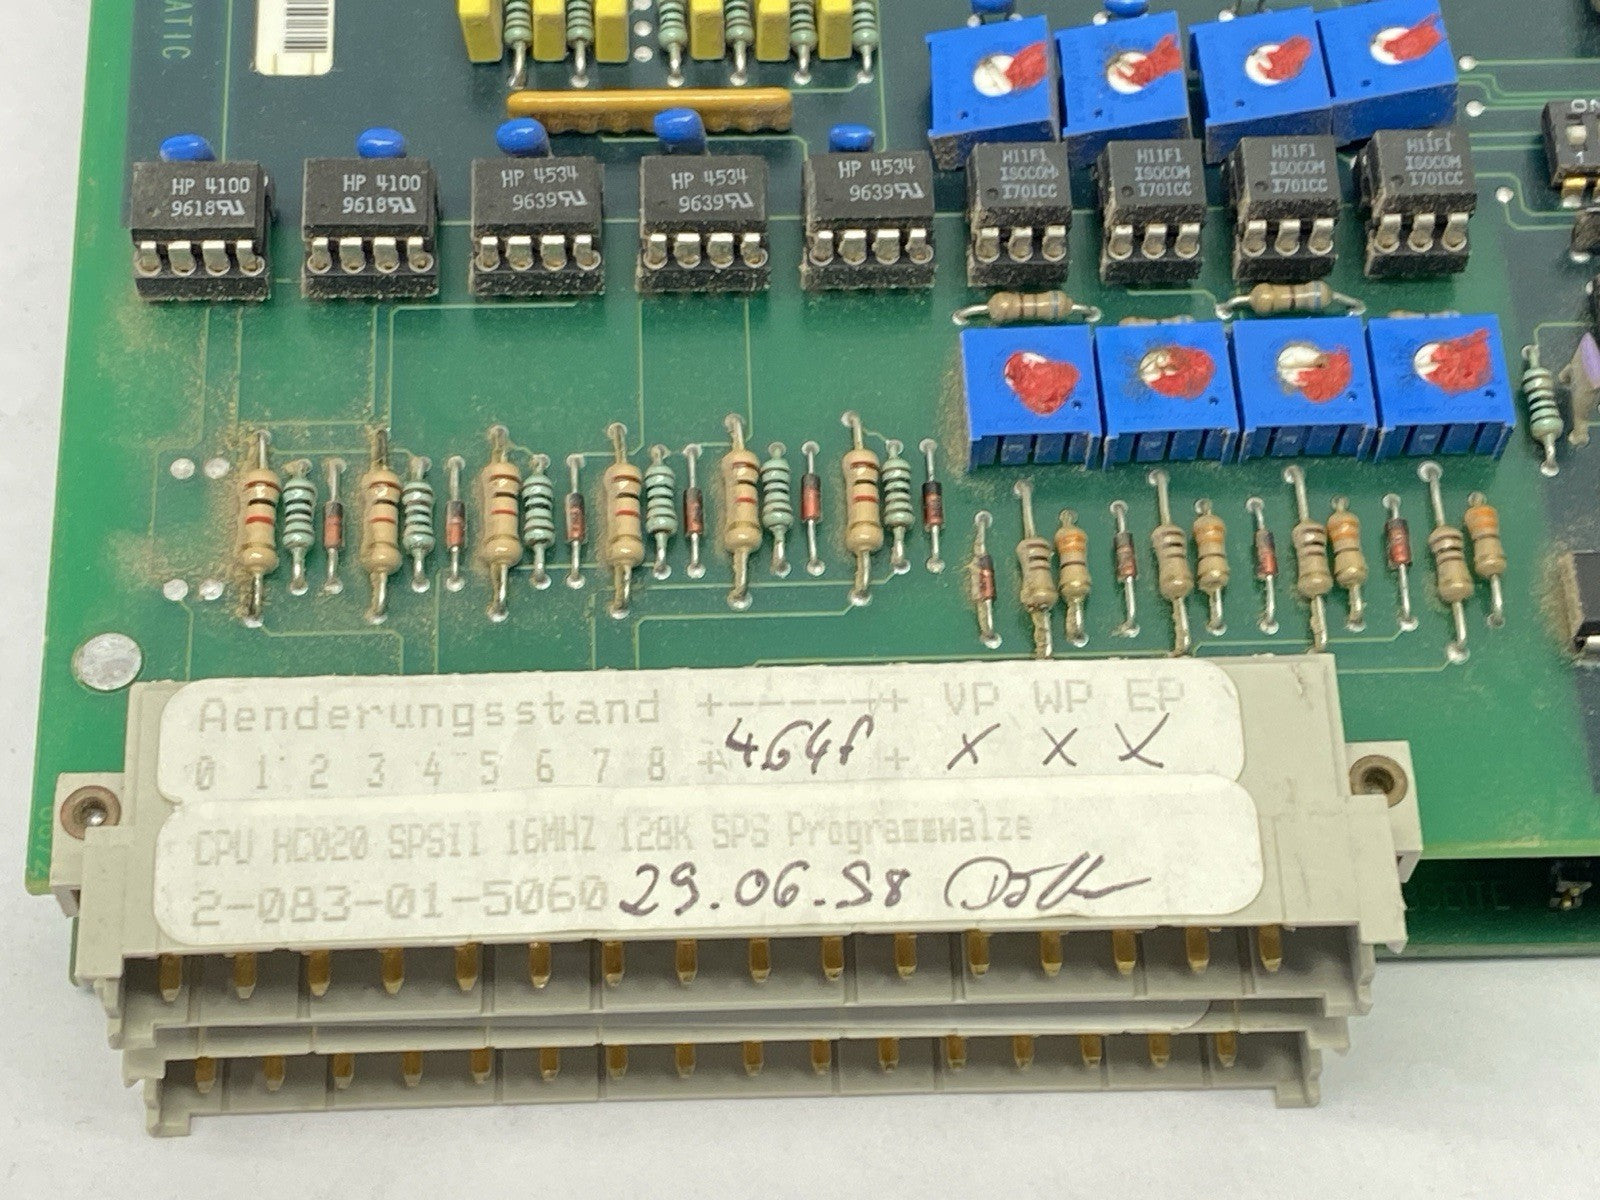 ATIC
HP 4100
9618
HP 4100
9618
HP 4534
9639
HP 4534
9639
HP 4534
9639
H11F1
ISOCOM
I701CC
H11F1
ISOCOM
I701CC
H11F1
ISOCOM
I701CC
H11F1
ISOCOM
I701CC
Aenderungsstand +-----+ VP WP EP
0 1 2 3 4 5 6 7 8 + 464f + X X X
CPU HC020 SPSII 16MHZ 128K SPS Programmwalze
2-083-01-5060 29.06.98